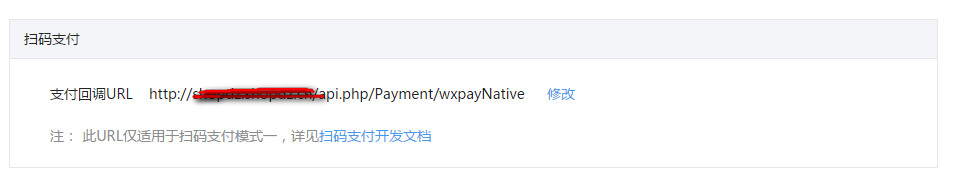 扫码支付
支付回调URL http://api.php/Payment/wxpayNative 修改
注： 此URL仅适用于扫码支付模式一，详见扫码支付开发文档